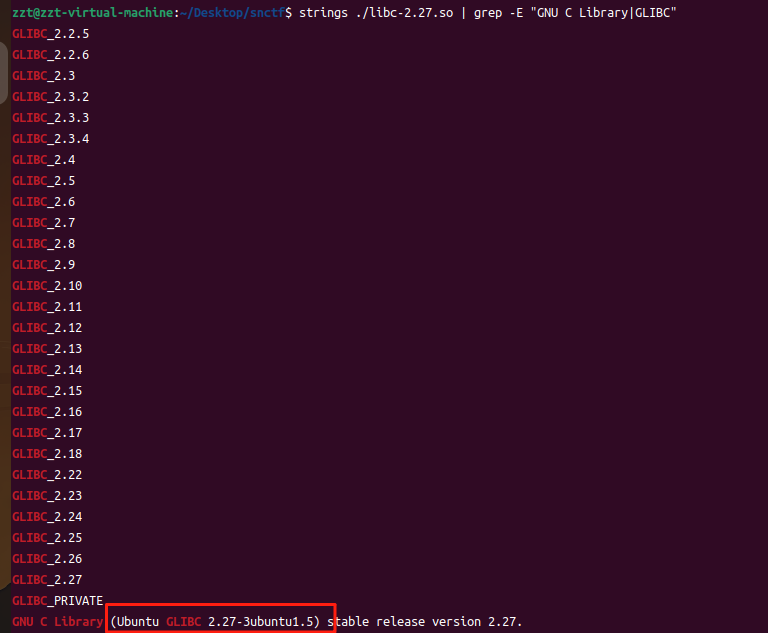 zzt@zzt-virtual-machine:~/Desktop/snctf$ strings ./libc-2.27.so | grep -E "GNU C Library|GLIBC"
GLIBC_2.2.5
GLIBC_2.2.6
GLIBC_2.3
GLIBC_2.3.2
GLIBC_2.3.3
GLIBC_2.3.4
GLIBC_2.4
GLIBC_2.5
GLIBC_2.6
GLIBC_2.7
GLIBC_2.8
GLIBC_2.9
GLIBC_2.10
GLIBC_2.11
GLIBC_2.12
GLIBC_2.13
GLIBC_2.14
GLIBC_2.15
GLIBC_2.16
GLIBC_2.17
GLIBC_2.18
GLIBC_2.22
GLIBC_2.23
GLIBC_2.24
GLIBC_2.25
GLIBC_2.26
GLIBC_2.27
GLIBC_PRIVATE
GNU C Library (Ubuntu GLIBC 2.27-3ubuntu1.5) stable release version 2.27.